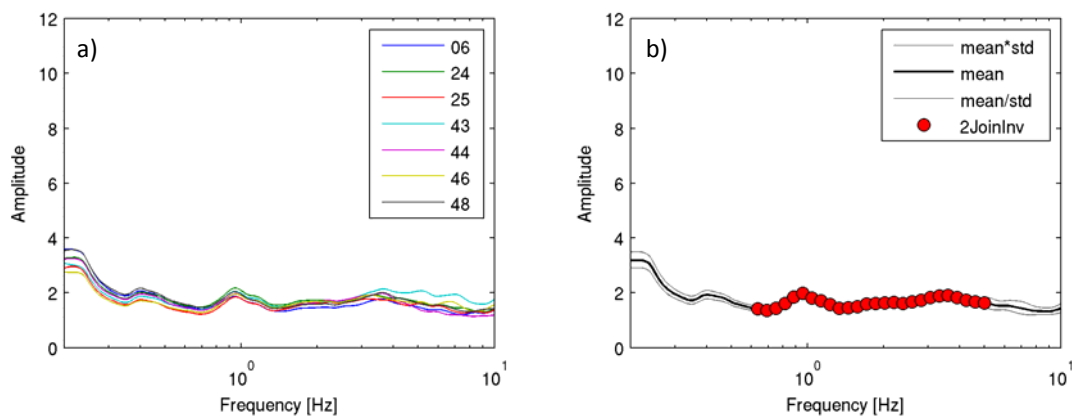 a)
12
10
8
6
4
2
0
Amplitude
10^0
10^1
Frequency [Hz]
06
24
25
43
44
46
48
b)
12
10
8
6
4
2
0
Amplitude
10^0
10^1
Frequency [Hz]
mean*std
mean
mean/std
2JoinInv